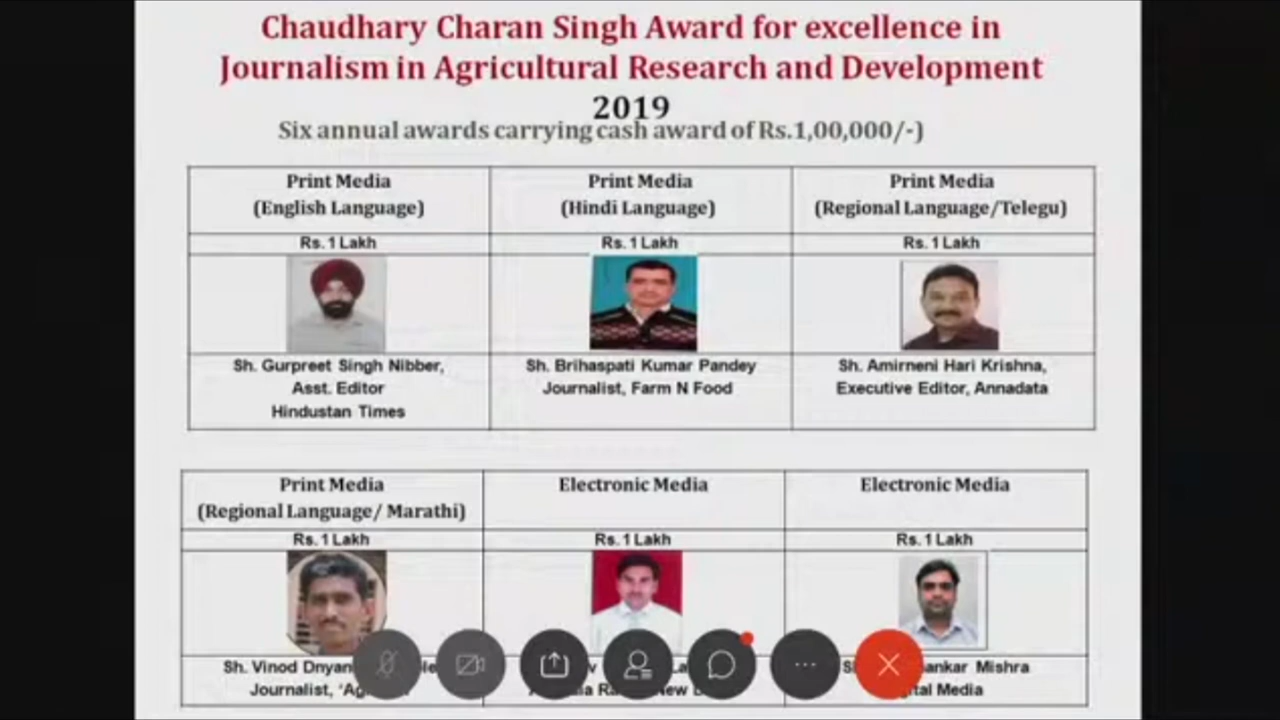 Chaudhary Charan Singh Award for excellence in
Journalism in Agricultural Research and Development
2019
Six annual awards carrying cash award of Rs.1,00,000/-)
Print Media
(English Language)
Rs. 1 Lakh
Sh. Gurpreet Singh Nibber,
Asst. Editor
Hindustan Times
Print Media
(Hindi Language)
Rs. 1 Lakh
Sh. Brihaspati Kumar Pandey
Journalist, Farm N Food
Print Media
(Regional Language/Telegu)
Rs. 1 Lakh
Sh. Amirneni Hari Krishna,
Executive Editor, Annadata
Print Media
(Regional Language/ Marathi)
Rs. 1 Lakh
Sh. Vinod
Journalist,
Electronic Media
Rs. 1 Lakh
Electronic Media
Rs. 1 Lakh
Mishra
Media